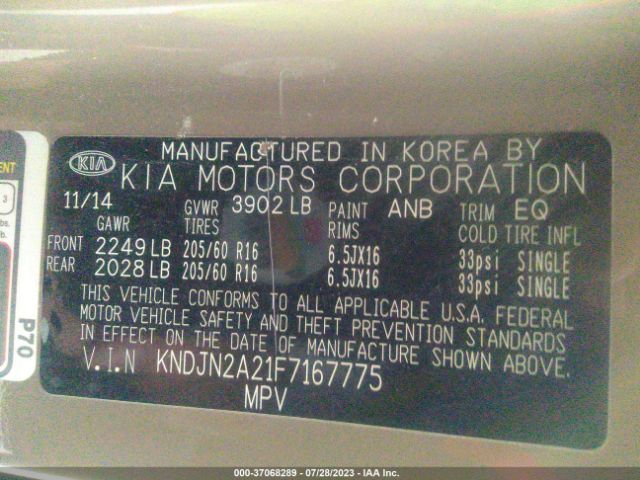 MANUFACTURED IN KOREA BY
KIA KIA MOTORS CORPORATION
11/14 GVWR 3902 LB PAINT ANB TRIM EQ
GAWR TIRES RIMS COLD TIRE INFL
FRONT 2249 LB 205/60 R16 6.5JX16 33psi SINGLE
REAR 2028 LB 205/60 R16 6.5JX16 33psi SINGLE
THIS VEHICLE CONFORMS TO ALL APPLICABLE U.S.A. FEDERAL
MOTOR VEHICLE SAFETY AND THEFT PREVENTION STANDARDS
IN EFFECT ON THE DATE OF MANUFACTURE SHOWN ABOVE.
V.I.N KNDJN2A21F7167775
MPV
3
P70
000-37068289 - 07/28/2023 - IAA Inc.